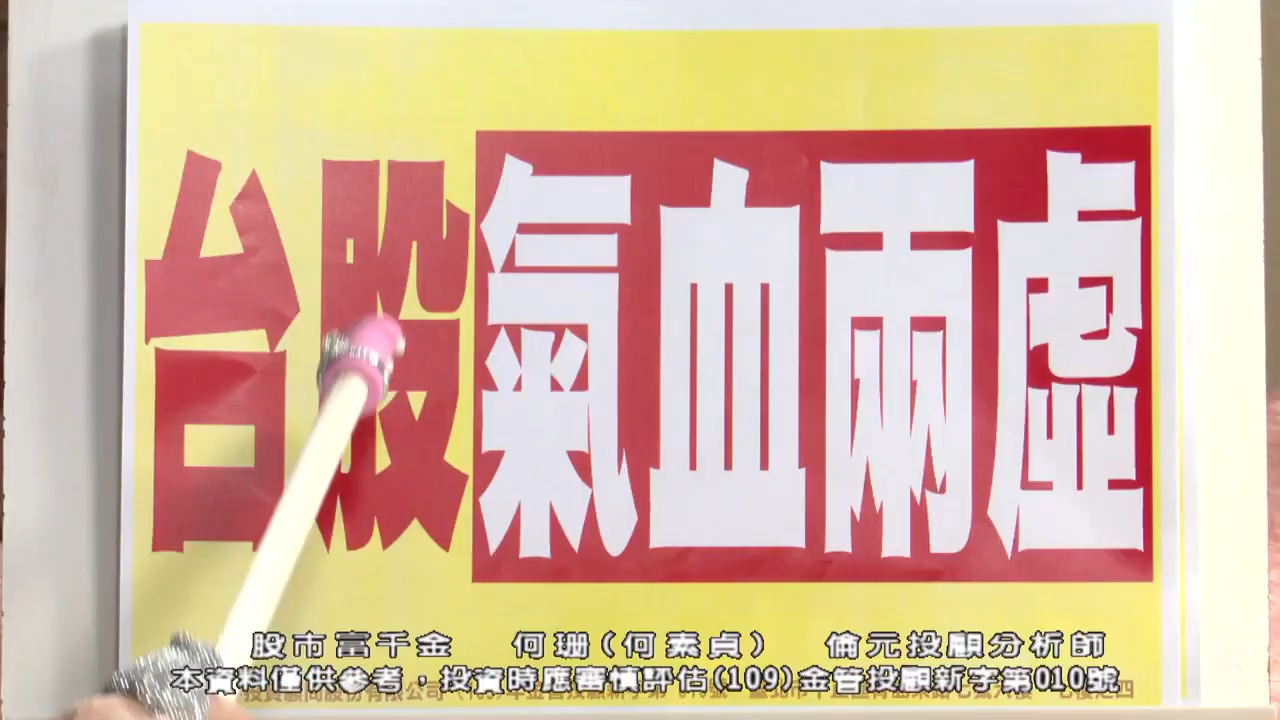 台股氣血兩虛
股市富千金 何珊(何素貞) 倫元投顧分析師
本資料僅供參考，投資時應審慎評估(109)金管投顧新字第010號